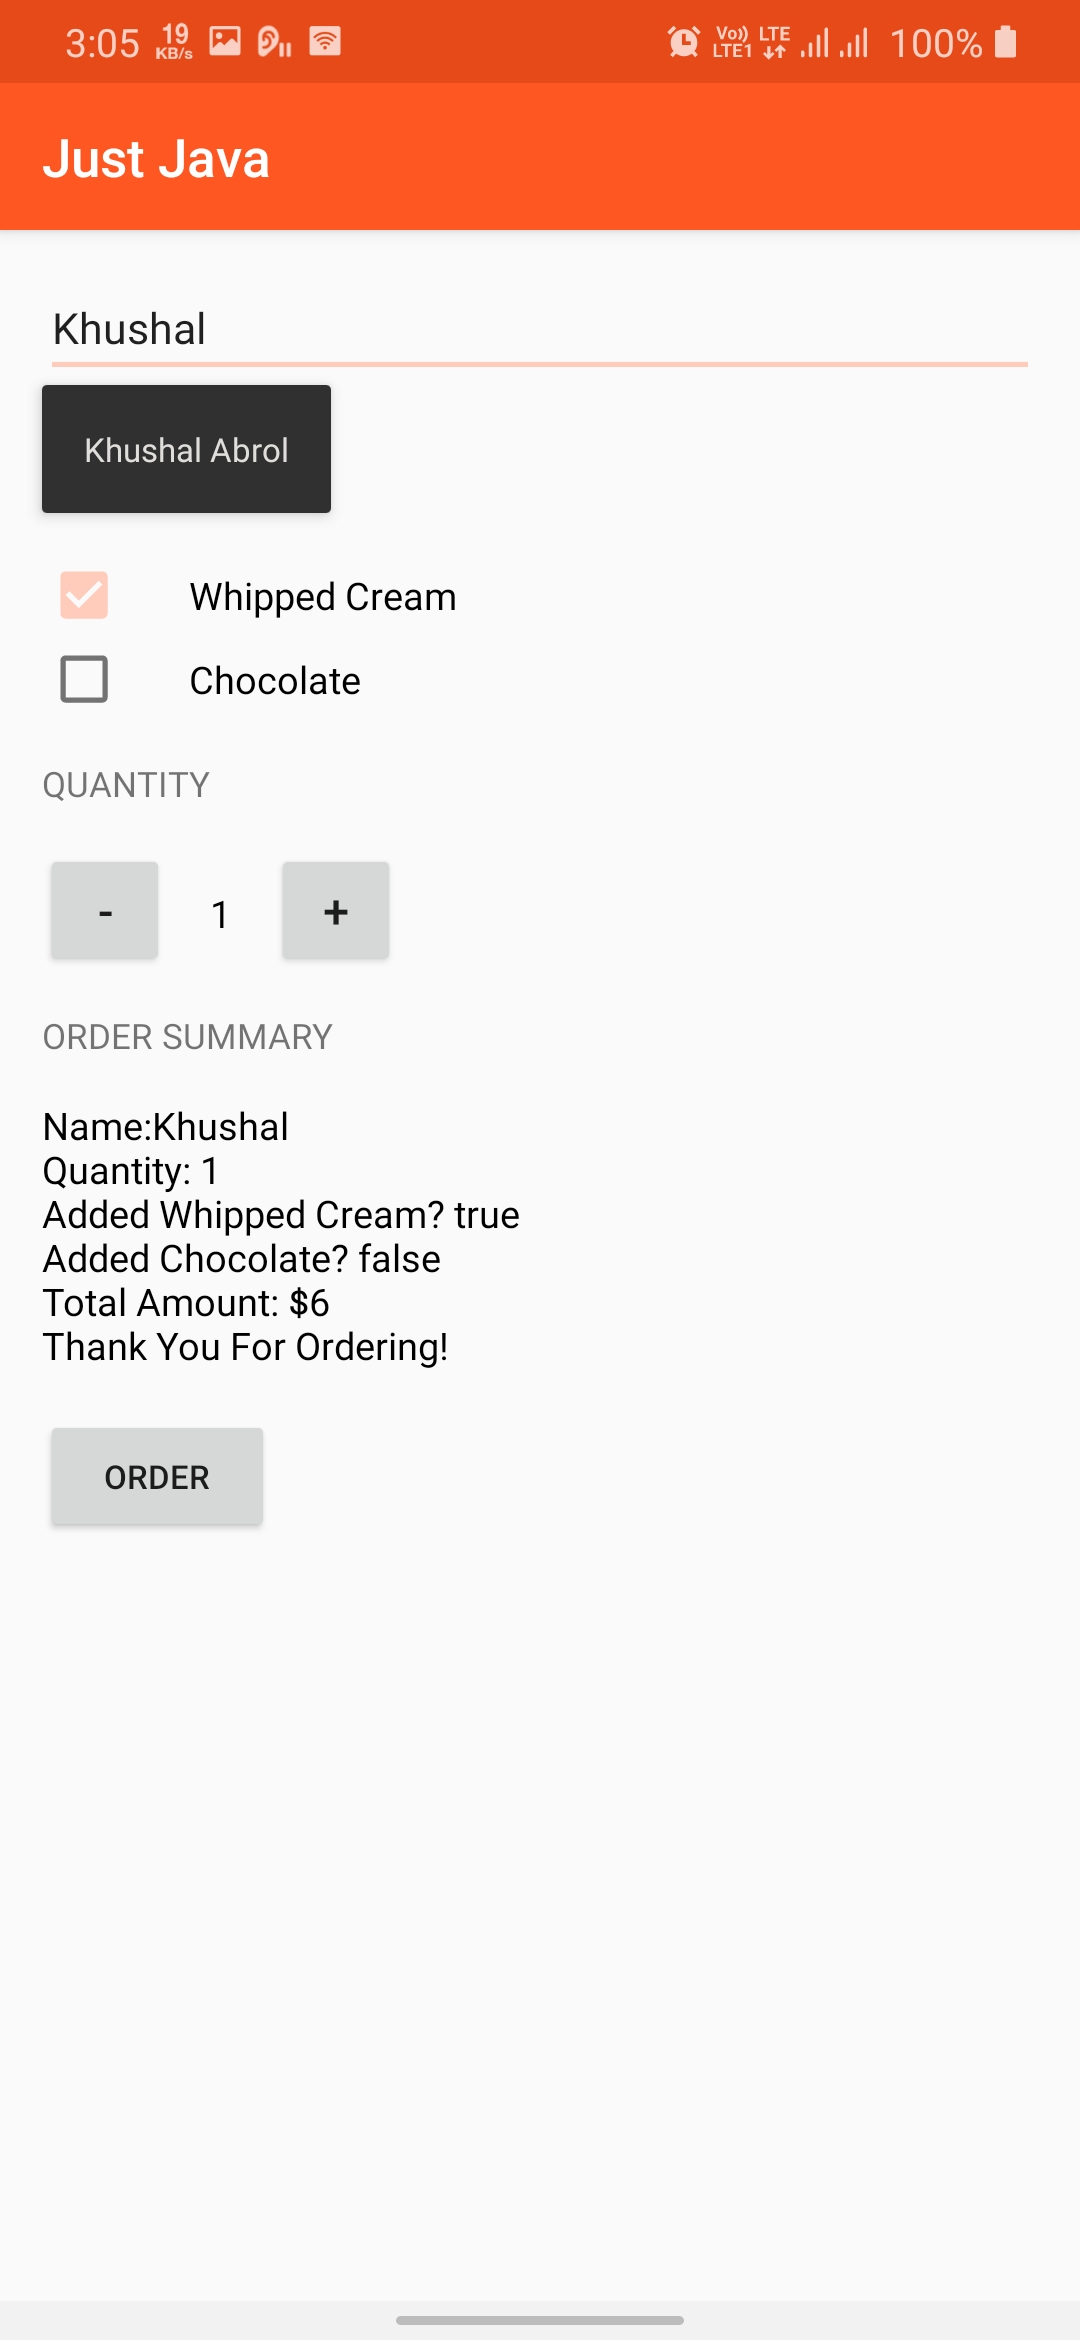 3:05 19 KB/s Vo)) LTE1 LTE 100%
Just Java
Khushal
Khushal Abrol
Whipped Cream
Chocolate
QUANTITY
- 1 +
ORDER SUMMARY
Name:Khushal
Quantity: 1
Added Whipped Cream? true
Added Chocolate? false
Total Amount: $6
Thank You For Ordering!
ORDER